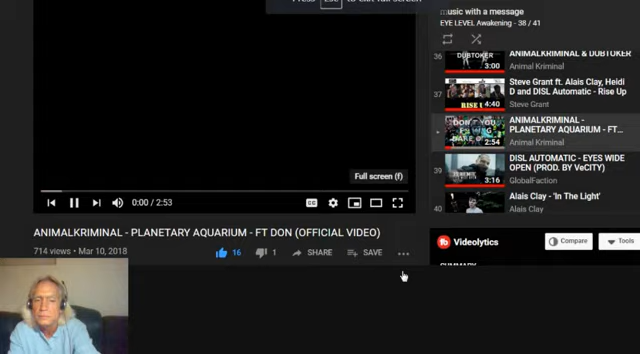 Press Esc to exit full screen
music with a message
EYE LEVEL Awakening - 38 / 41
36
DUBTOKER
3:00
ANIMALKRIMINAL & DUBTOKER
Animal Kriminal
37
RISE U
4:40
Steve Grant ft. Alais Clay, Heidi
D and DISL Automatic - Rise Up
Steve Grant
DON'T YOU
2:54
ANIMALKRIMINAL -
PLANETARY AQUARIUM - FT...
Animal Kriminal
39
3:16
DISL AUTOMATIC - EYES WIDE
OPEN (PROD. BY VeCITY)
GlobalFaction
40
Alais Clay - 'In The Light'
Alais Clay
Full screen (f)
0:00 / 2:53
ANIMALKRIMINAL - PLANETARY AQUARIUM - FT DON (OFFICIAL VIDEO)
714 views • Mar 10, 2018
16
1
SHARE
SAVE
Videolytics
Compare
Tools
SUMMARY